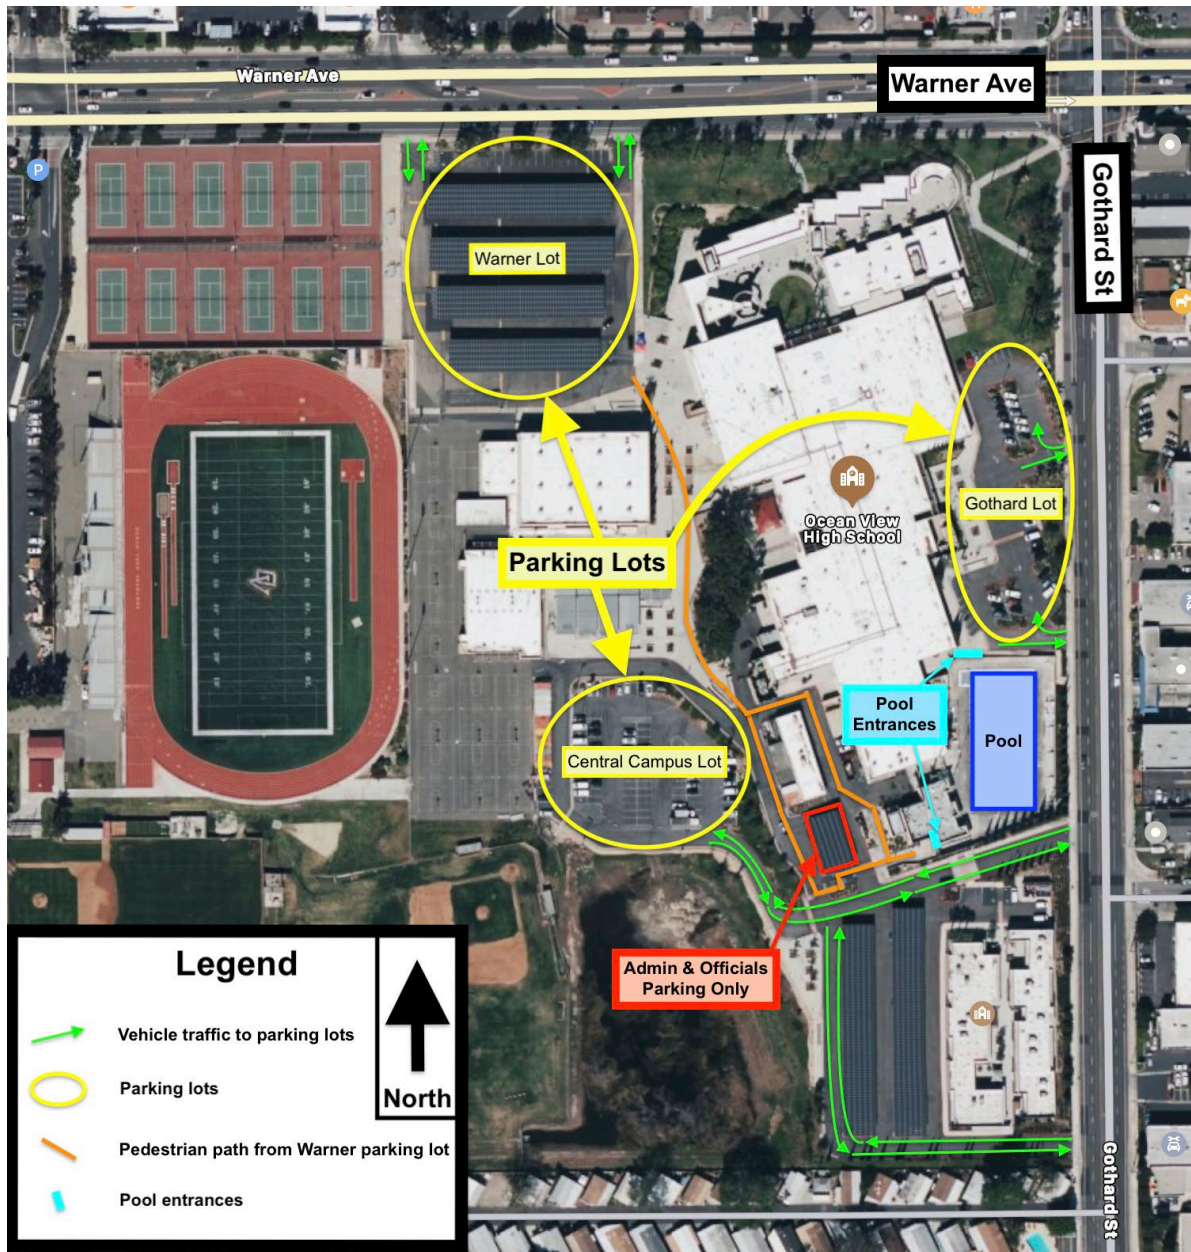 Warner Ave
Warner Ave
P
Gothard St
Warner Lot
Gothard Lot
Ocean View
High School
Parking Lots
Pool
Entrances
Pool
Central Campus Lot
Admin & Officials
Parking Only
Legend
Vehicle traffic to parking lots
Parking lots
North
Pedestrian path from Warner parking lot
Pool entrances
Gothard St